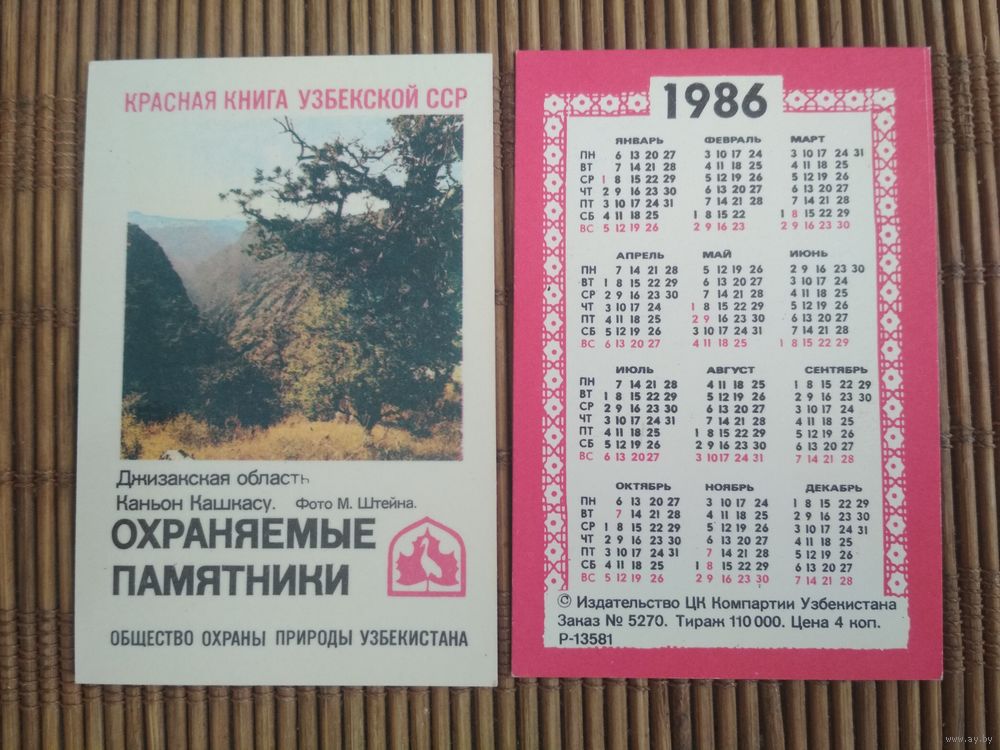 КРАСНАЯ КНИГА УЗБЕКСКОЙ ССР
Джизакская область
Каньон Кашкасу. Фото М. Штейна.
ОХРАНЯЕМЫЕ
ПАМЯТНИКИ
ОБЩЕСТВО ОХРАНЫ ПРИРОДЫ УЗБЕКИСТАНА
1986
ЯНВАРЬ ФЕВРАЛЬ МАРТ
ПН 6 13 20 27 3 10 17 24 3 10 17 24 31
ВТ 7 14 21 28 4 11 18 25 4 11 18 25
СР 1 8 15 22 29 5 12 19 26 5 12 19 26
ЧТ 2 9 16 23 30 6 13 20 27 6 13 20 27
ПТ 3 10 17 24 31 7 14 21 28 7 14 21 28
СБ 4 11 18 25 1 8 15 22 1 8 15 22 29
ВС 5 12 19 26 2 9 16 23 2 9 16 23 30
АПРЕЛЬ МАЙ ИЮНЬ
ПН 7 14 21 28 5 12 19 26 2 9 16 23 30
ВТ 1 8 15 22 29 6 13 20 27 3 10 17 24
СР 2 9 16 23 30 7 14 21 28 4 11 18 25
ЧТ 3 10 17 24 1 8 15 22 29 5 12 19 26
ПТ 4 11 18 25 2 9 16 23 30 6 13 20 27
СБ 5 12 19 26 3 10 17 24 31 7 14 21 28
ВС 6 13 20 27 4 11 18 25 1 8 15 22 29
ИЮЛЬ АВГУСТ СЕНТЯБРЬ
ПН 7 14 21 28 4 11 18 25 1 8 15 22 29
ВТ 1 8 15 22 29 5 12 19 26 2 9 16 23 30
СР 2 9 16 23 30 6 13 20 27 3 10 17 24
ЧТ 3 10 17 24 31 7 14 21 28 4 11 18 25
ПТ 4 11 18 25 1 8 15 22 29 5 12 19 26
СБ 5 12 19 26 2 9 16 23 30 6 13 20 27
ВС 6 13 20 27 3 10 17 24 31 7 14 21 28
ОКТЯБРЬ НОЯБРЬ ДЕКАБРЬ
ПН 6 13 20 27 3 10 17 24 1 8 15 22 29
ВТ 7 14 21 28 4 11 18 25 2 9 16 23 30
СР 1 8 15 22 29 5 12 19 26 3 10 17 24 31
ЧТ 2 9 16 23 30 6 13 20 27 4 11 18 25
ПТ 3 10 17 24 31 7 14 21 28 5 12 19 26
СБ 4 11 18 25 1 8 15 22 29 6 13 20 27
ВС 5 12 19 26 2 9 16 23 30 7 14 21 28
© Издательство ЦК Компартии Узбекистана
Заказ № 5270. Тираж 110 000. Цена 4 коп.
Р-13581
www.ay.by